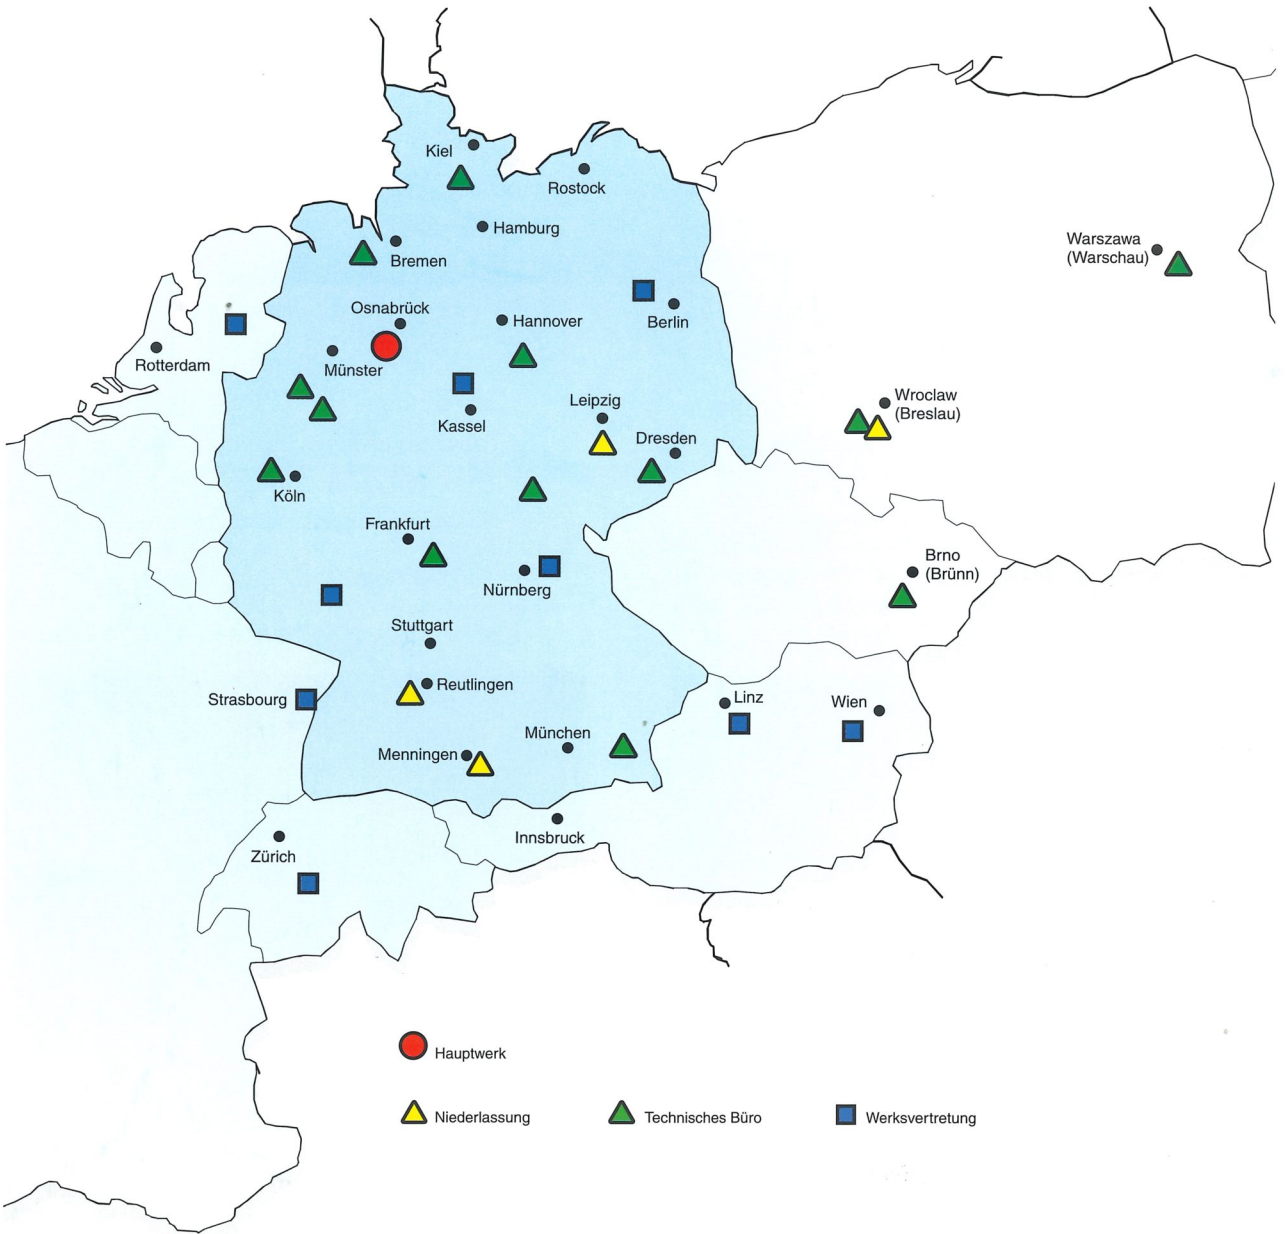 Kiel
Rostock
Hamburg
Bremen
Warszawa
(Warschau)
Osnabrück
Hannover
Berlin
Rotterdam
Münster
Wroclaw
(Breslau)
Leipzig
Kassel
Dresden
Köln
Frankfurt
Brno
(Brünn)
Nürnberg
Stuttgart
Reutlingen
Strasbourg
Linz
Wien
München
Menningen
Innsbruck
Zürich
Hauptwerk
Niederlassung
Technisches Büro
Werksvertretung